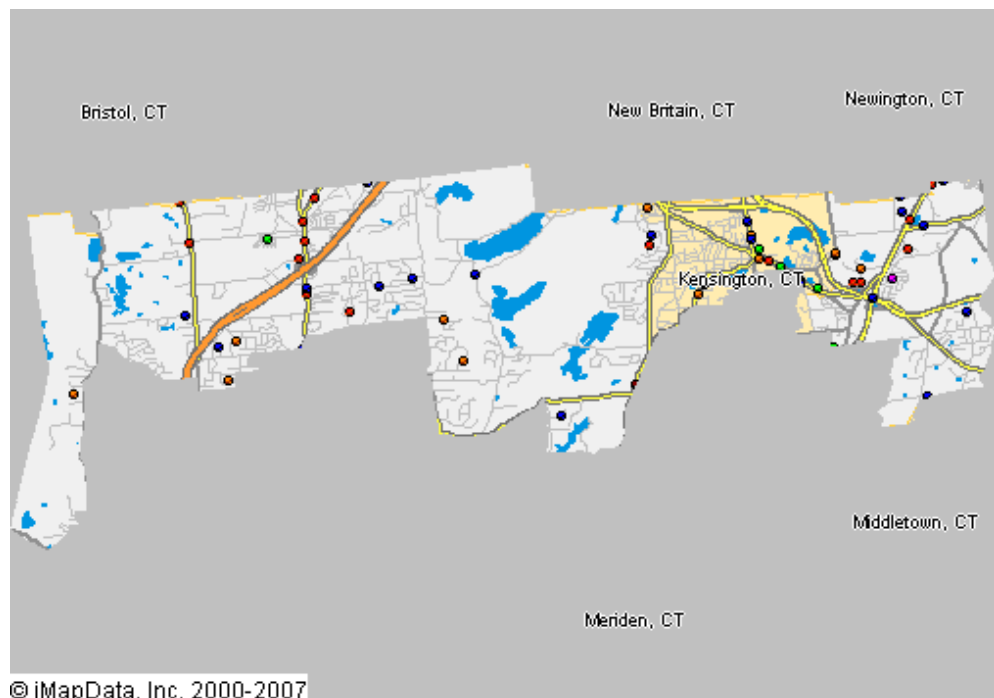 Bristol, CT
New Britain, CT
Newington, CT
Kensington, CT
Middletown, CT
Meriden, CT
© iMapData, Inc. 2000-2007